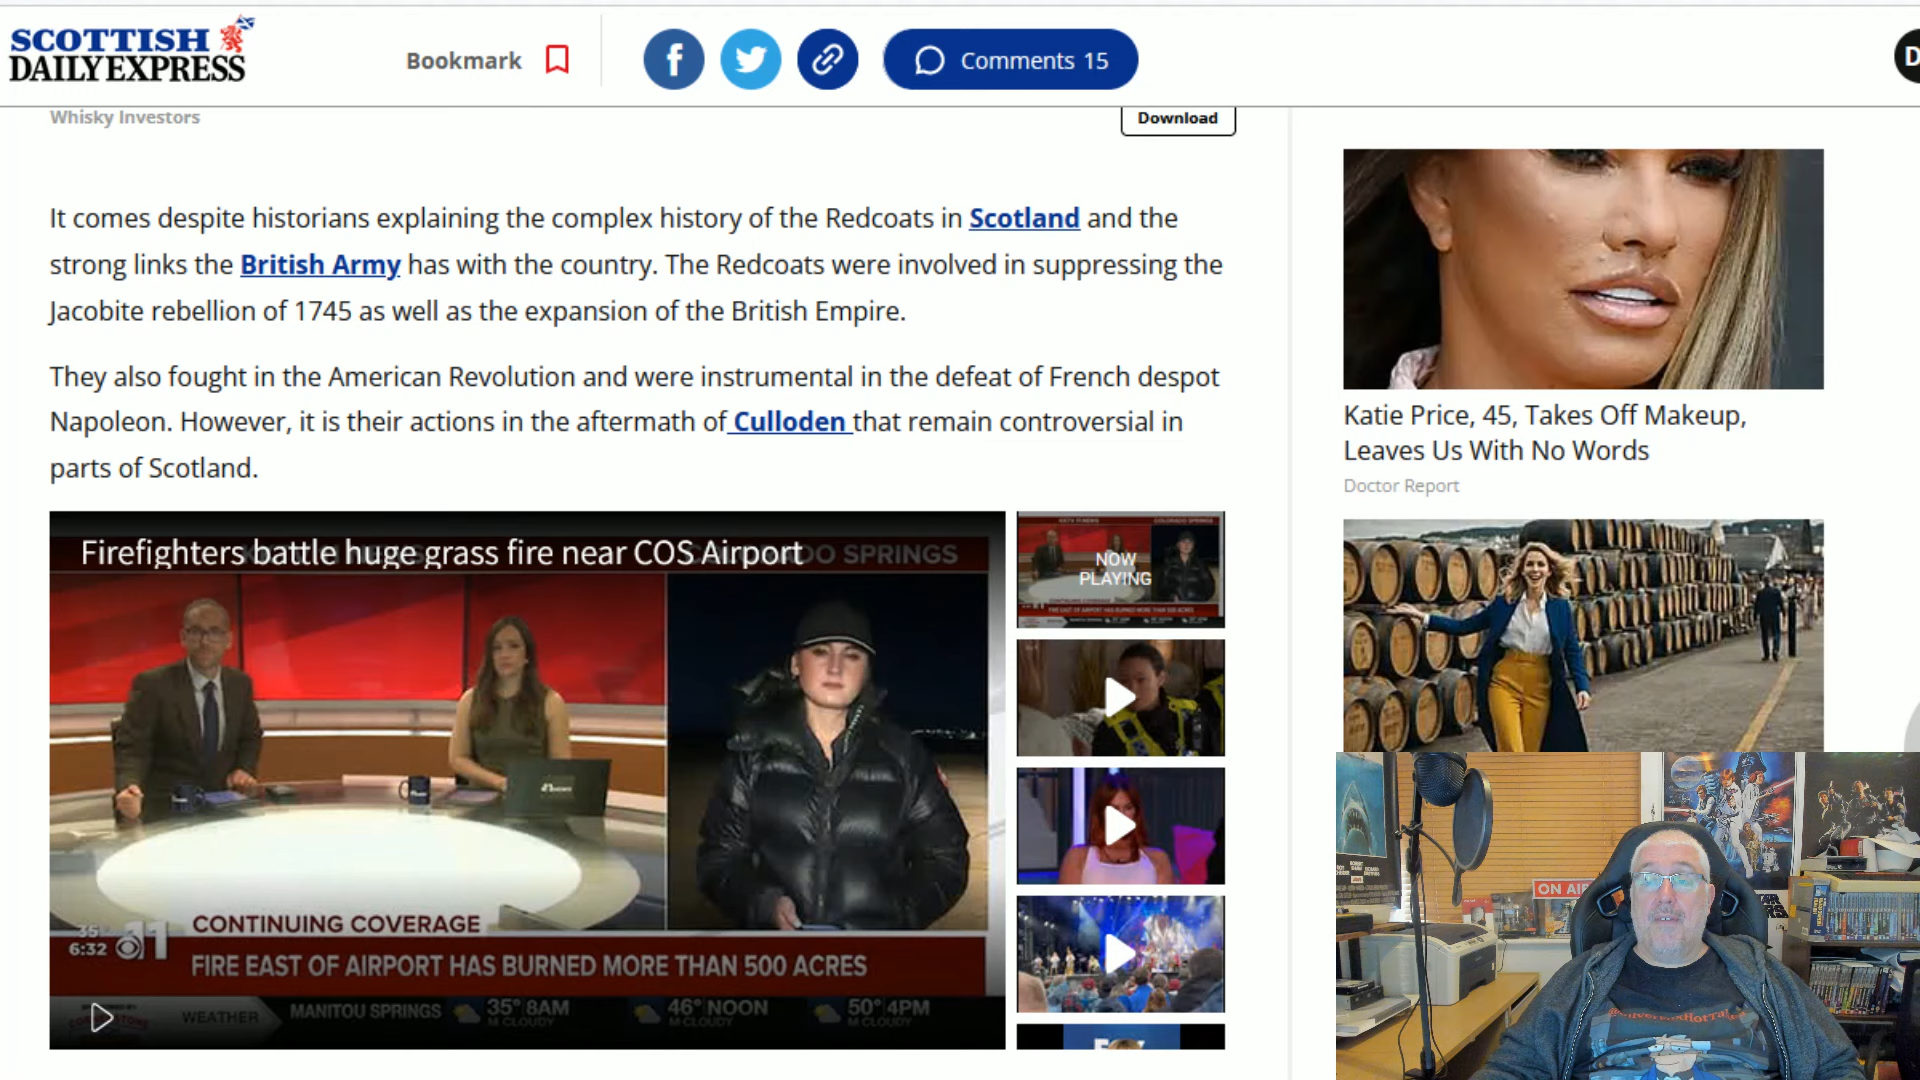 SCOTTISH
DAILY EXPRESS
Bookmark
Comments 15
D
Whisky Investors
Download
It comes despite historians explaining the complex history of the Redcoats in Scotland and the
strong links the British Army has with the country. The Redcoats were involved in suppressing the
Jacobite rebellion of 1745 as well as the expansion of the British Empire.
They also fought in the American Revolution and were instrumental in the defeat of French despot
Napoleon. However, it is their actions in the aftermath of Culloden that remain controversial in
parts of Scotland.
Firefighters battle huge grass fire near COS Airport
SPRINGS
NOW
PLAYING
CONTINUING COVERAGE
35°
6:32
11
FIRE EAST OF AIRPORT HAS BURNED MORE THAN 500 ACRES
WEATHER
MANITOU SPRINGS
35° 8AM
M CLOUDY
46° NOON
M CLOUDY
50° 4PM
M CLOUDY
Katie Price, 45, Takes Off Makeup,
Leaves Us With No Words
Doctor Report
ON AI